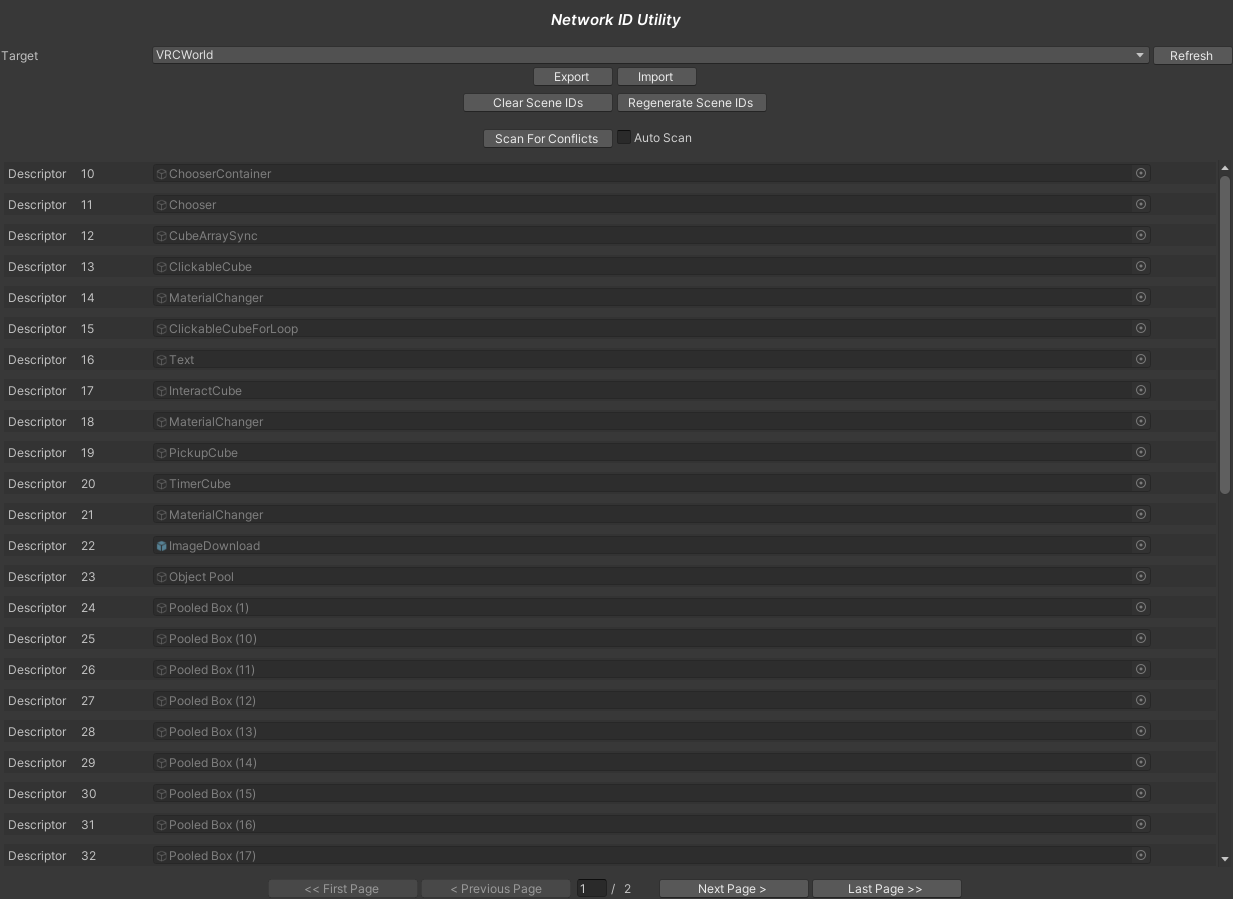 Network ID Utility
Target VRCWorld Refresh
Export Import
Clear Scene IDs Regenerate Scene IDs
Scan For Conflicts Auto Scan
Descriptor 10 ChooserContainer
Descriptor 11 Chooser
Descriptor 12 CubeArraySync
Descriptor 13 ClickableCube
Descriptor 14 MaterialChanger
Descriptor 15 ClickableCubeForLoop
Descriptor 16 Text
Descriptor 17 InteractCube
Descriptor 18 MaterialChanger
Descriptor 19 PickupCube
Descriptor 20 TimerCube
Descriptor 21 MaterialChanger
Descriptor 22 ImageDownload
Descriptor 23 Object Pool
Descriptor 24 Pooled Box (1)
Descriptor 25 Pooled Box (10)
Descriptor 26 Pooled Box (11)
Descriptor 27 Pooled Box (12)
Descriptor 28 Pooled Box (13)
Descriptor 29 Pooled Box (14)
Descriptor 30 Pooled Box (15)
Descriptor 31 Pooled Box (16)
Descriptor 32 Pooled Box (17)
<< First Page < Previous Page 1 / 2 Next Page > Last Page >>